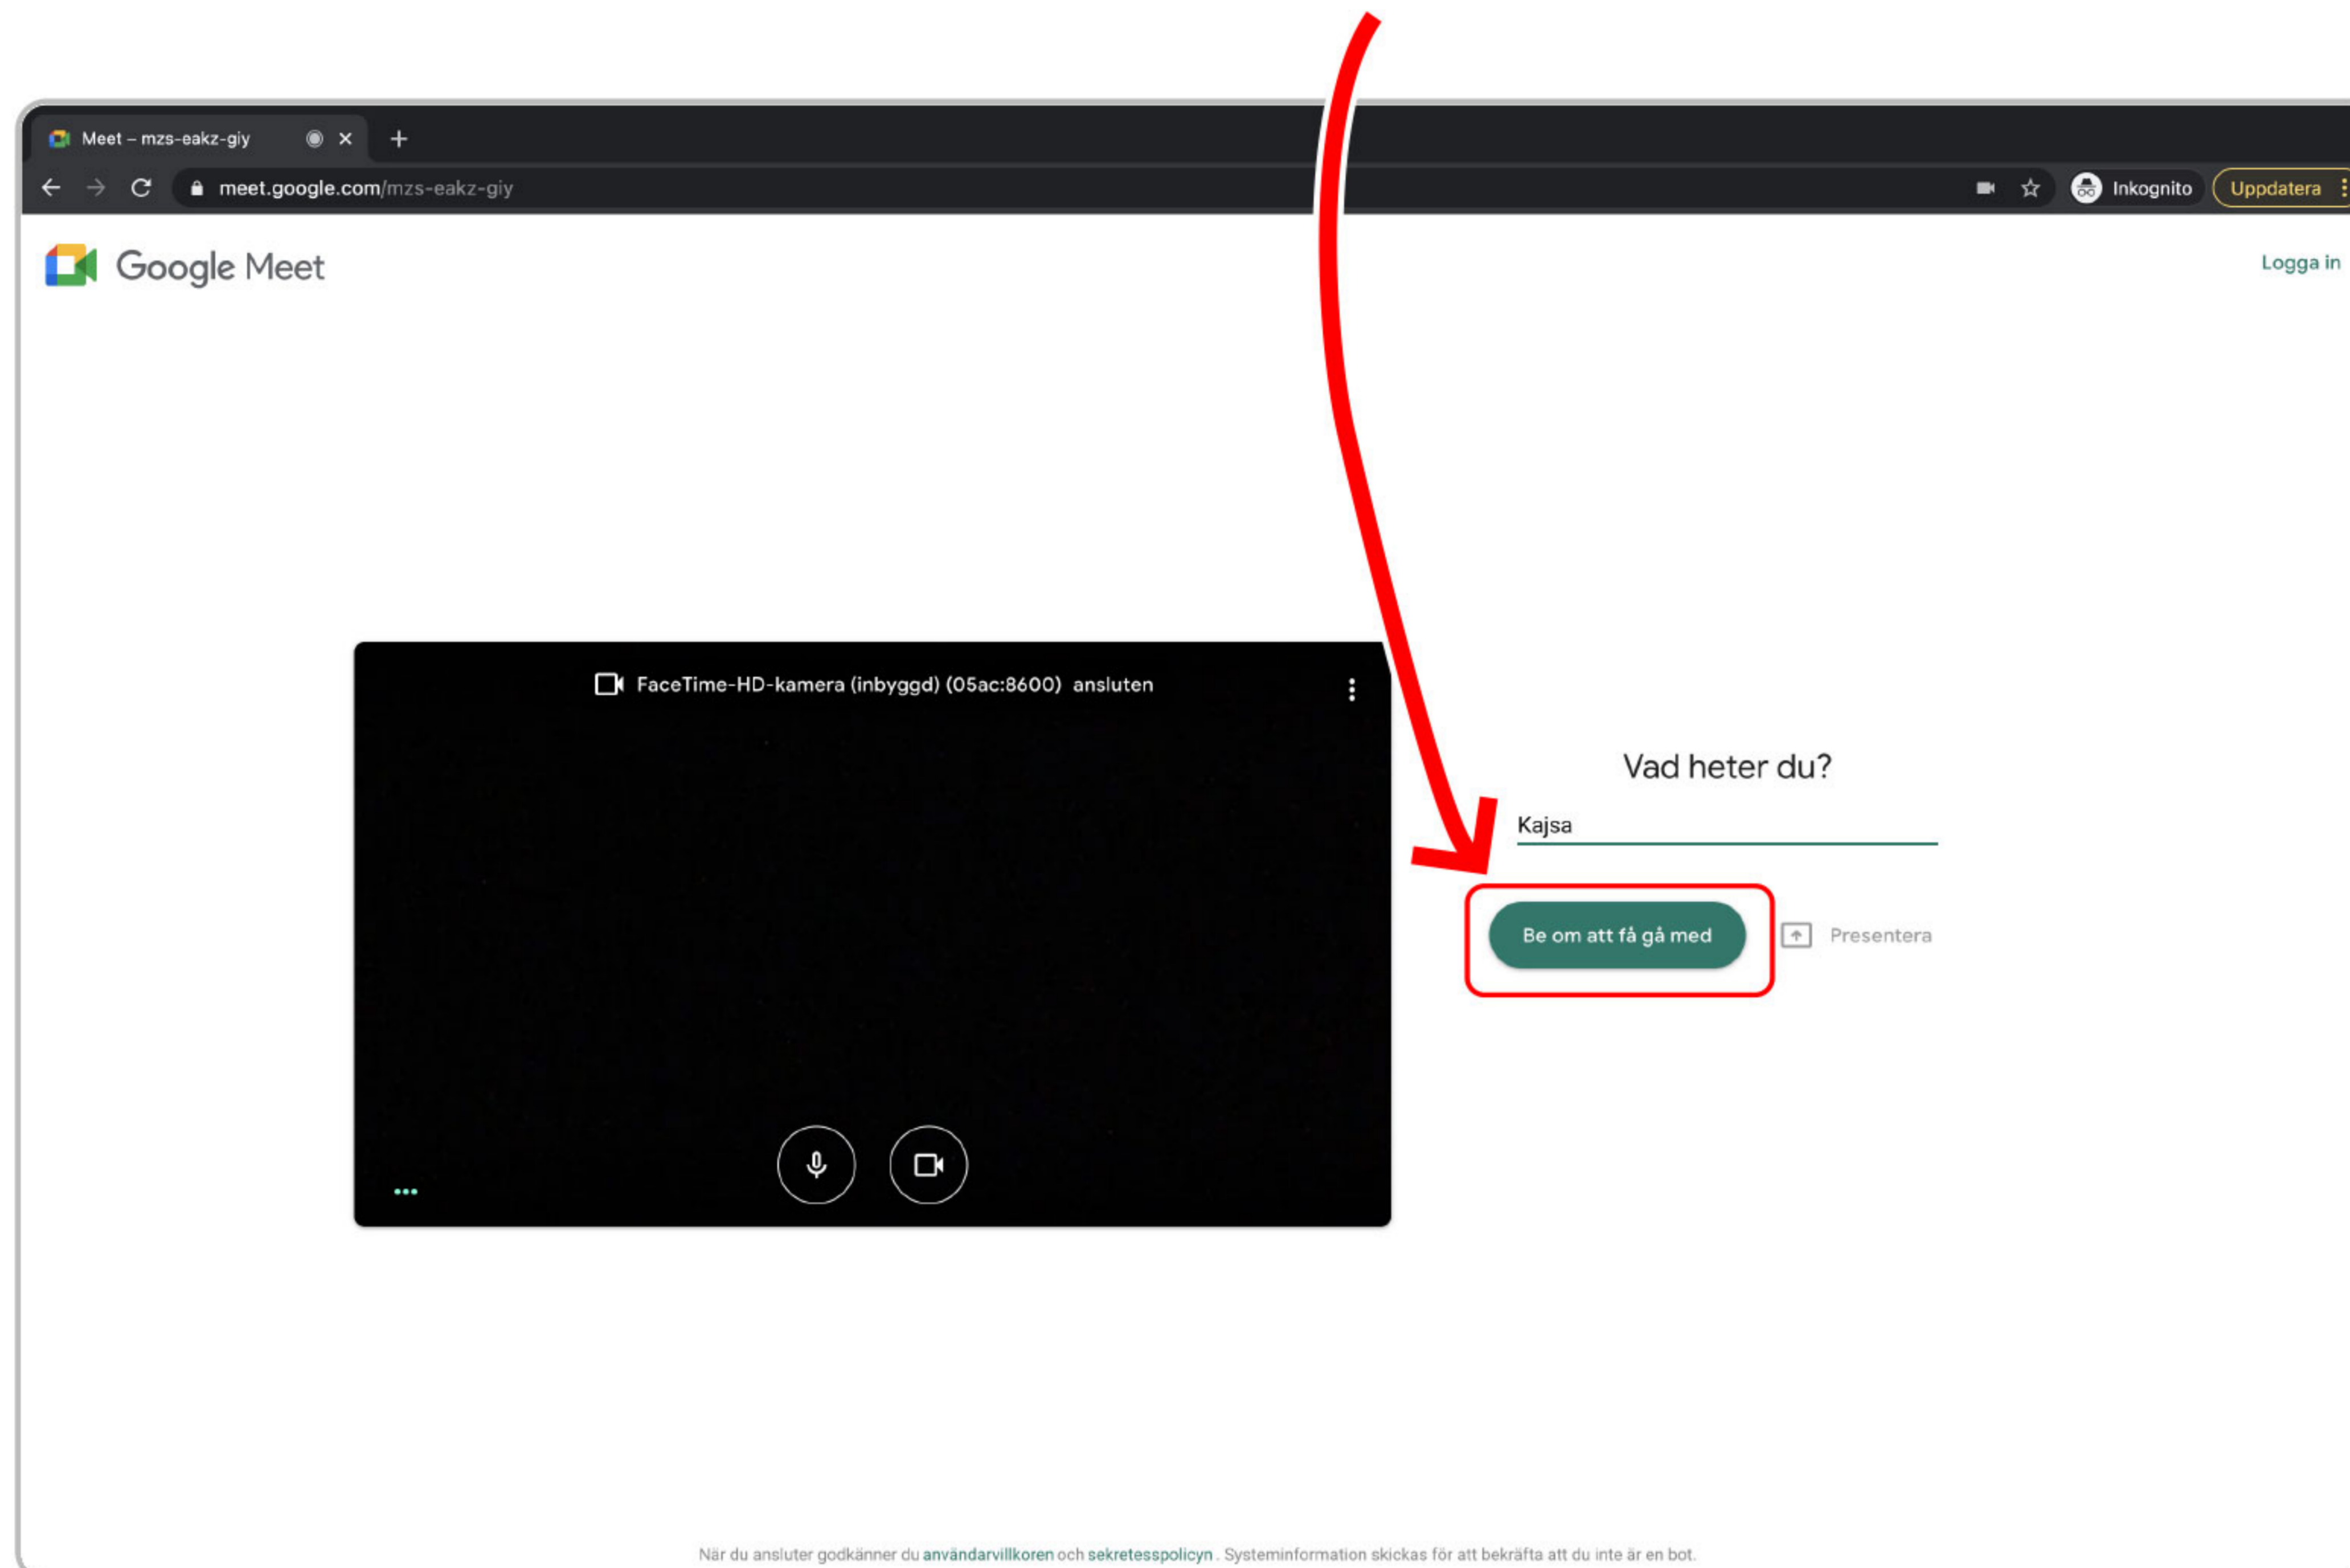 Meet – mzs-eakz-giy
meet.google.com/mzs-eakz-giy
Inkognito
Uppdatera
Google Meet
Logga in
FaceTime-HD-kamera (inbyggd) (05ac:8600) ansluten
Vad heter du?
Kajsa
Be om att få gå med
Presentera
När du ansluter godkänner du användarvillkoren och sekretesspolicyn. Systeminformation skickas för att bekräfta att du inte är en bot.